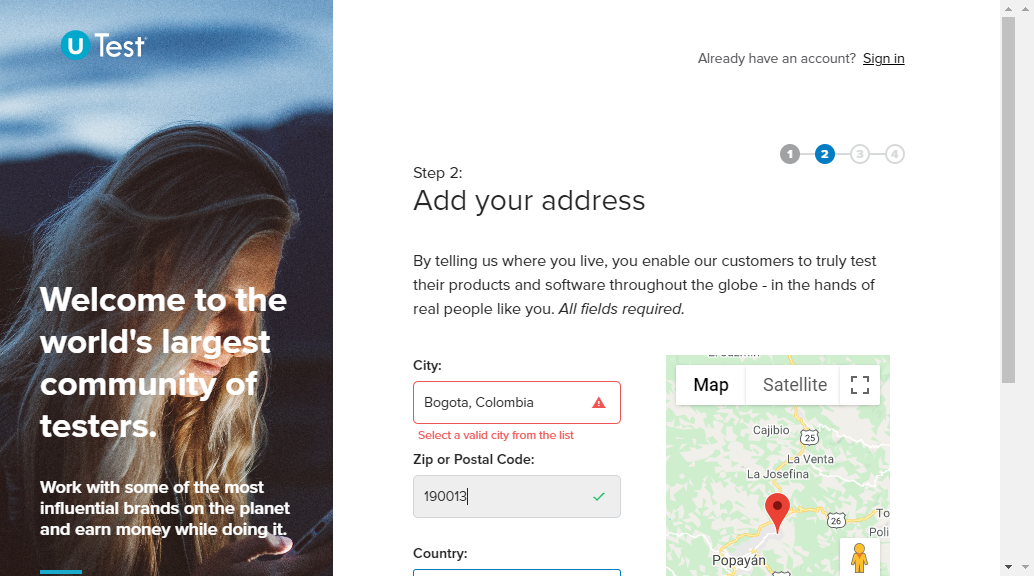 U Test
Already have an account? Sign in
1 2 3 4
Step 2:
Add your address
By telling us where you live, you enable our customers to truly test
their products and software throughout the globe - in the hands of
real people like you. All fields required.
Welcome to the
world's largest
community of
testers.
Work with some of the most
influential brands on the planet
and earn money while doing it.
City:
Bogota, Colombia
Select a valid city from the list
Zip or Postal Code:
190013
Country:
Map Satellite
Cajibio
25
La Venta
La Josefina
26
To
Poli
Popayán